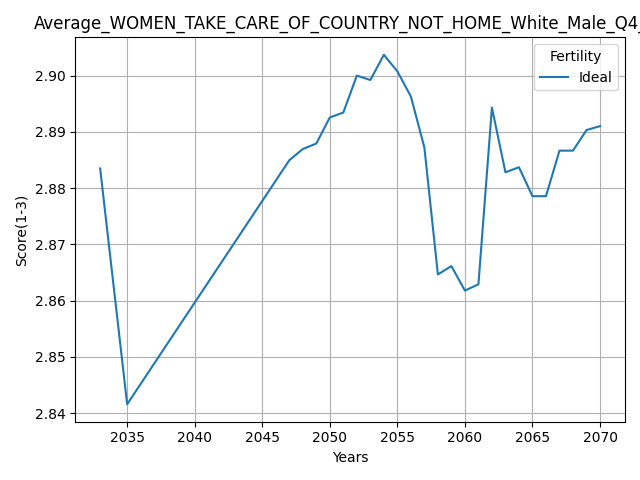 Average_WOMEN_TAKE_CARE_OF_COUNTRY_NOT_HOME_White_Male_Q4_
Fertility
Ideal
2.90
2.89
2.88
2.87
2.86
2.85
2.84
Score(1-3)
2035 2040 2045 2050 2055 2060 2065 2070
Years